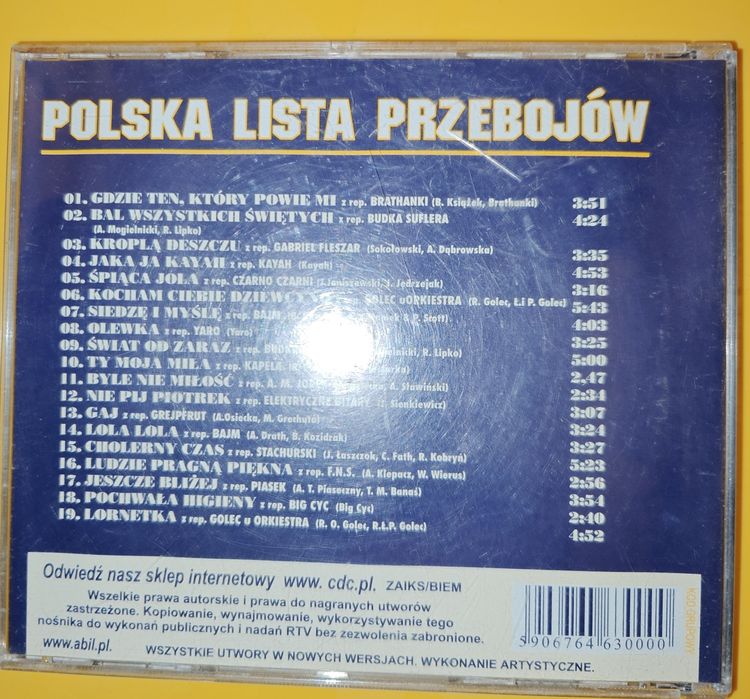 POLSKA LISTA PRZEBOJÓW
01. GDZIE TEN, KTÓRY POWIE MI z rep. BRATHANKI (B. Książek, Brathanki) 3:51
02. BAL WSZYSTKICH ŚWIĘTYCH z rep. BUDKA SUFLERA 4:24
(A. Mogielnicki, R. Lipko)
03. KROPLĄ DESZCZU z rep. GABRIEL FLESZAR (Sokołowski, A. Dąbrowska) 3:35
04. JAKA JA KAYAH z rep. KAYAH (Kayah) 4:53
05. ŚPIĄCA JOLA z rep. CZARNO CZARNI (J. Janiszewski, J. Jędrzejak) 3:16
06. KOCHAM CIEBIE GOLEC uORKIESTRA (R. Golec, Ł.i P. Golec) 5:43
07. SIEDZĘ I MYŚLĘ z rep. BAJM & P. Stoff) 4:03
08. OLEWKA z rep. YARO (Yaro) 3:25
09. ŚWIAT OD ZARAZ z rep. R. Lipko) 5:00
10. TY MOJA MIŁA z rep. KAPELA 2,47
11. BYLE NIE MIŁOŚĆ z rep. A. M. A. Sławiński) 2:34
12. NIE PIJ PIOTREK z rep. ELEKTRYCZNE GITARY Sienkiewicz) 3:07
13. GAJ z rep. GREJPFRUT (A.Osiecka, M. Grechuta) 3:24
14. LOLA LOLA z rep. BAJM (A. Drath, B. Kozidrak) 3:27
15. CHOLERNY CZAS z rep. STACHURSKI (J. Łaszczok, C. Fath, R. Kobryń) 5:23
16. LUDZIE PRAGNĄ PIĘKNA z rep. F.N.S. (A. Klepacz, W. Wierus) 2:56
17. JESZCZE BLIŻEJ z rep. PIASEK (A. T. Piaseczny, T. M. Banaś) 3:54
18. POCHWAŁA HIGIENY z rep. BIG CYC (Big Cyc) 2:40
19. LORNETKA z rep. GOLEC u ORKIESTRA (R. O. Golec, R.Ł.P. Golec) 4:52
Odwiedź nasz sklep internetowy www. cdc.pl. ZAIKS/BIEM
Wszelkie prawa autorskie i prawa do nagranych utworów
zastrzeżone. Kopiowanie, wynajmowanie, wykorzystywanie tego
nośnika do wykonań publicznych i nadań RTV bez zezwolenia zabronione.
www.abil.pl. WSZYSTKIE UTWORY W NOWYCH WERSJACH. WYKONANIE ARTYSTYCZNE.
5 906764 630000
KOD GRUPOWY